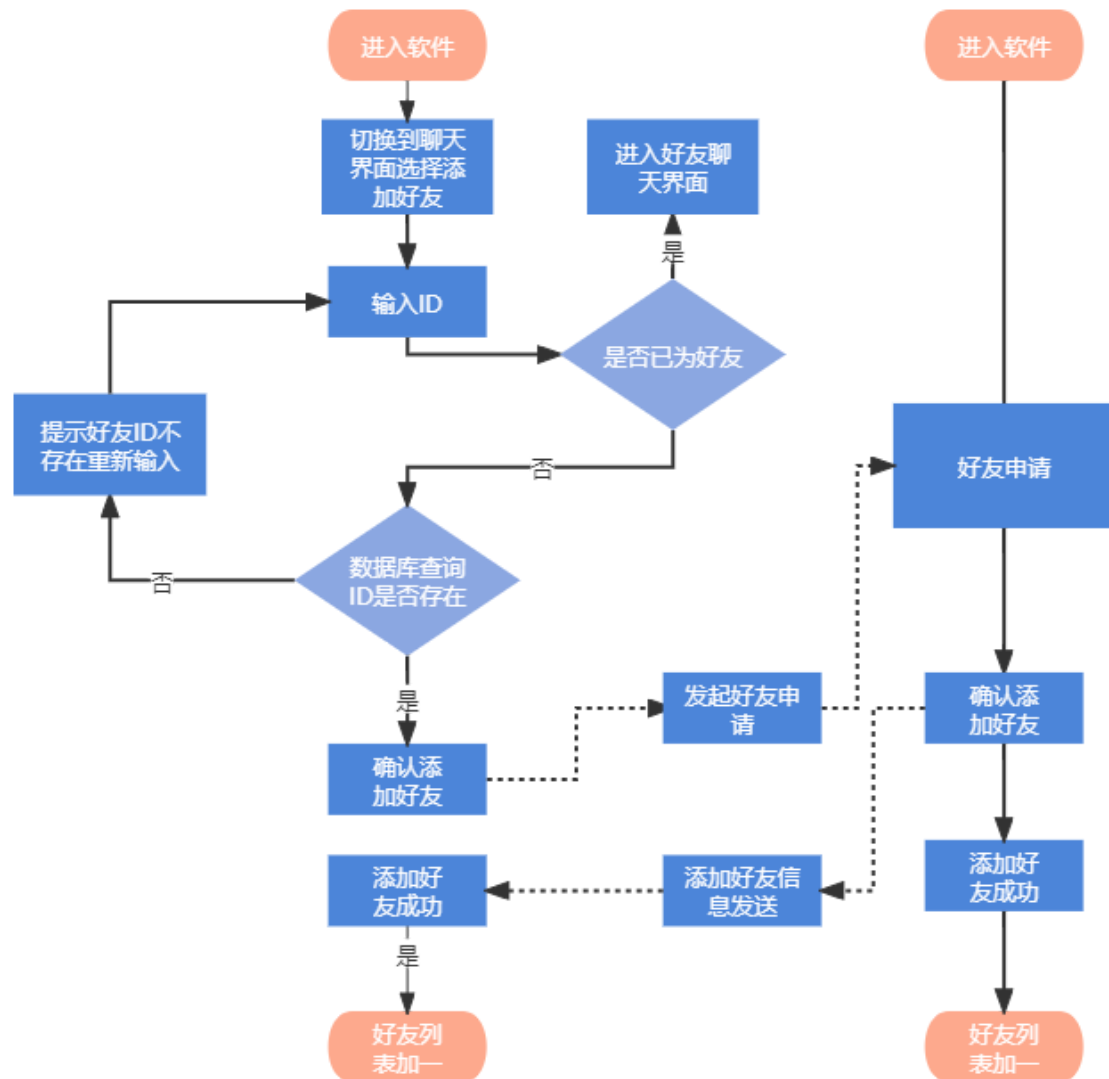 进入软件
进入软件
切换到聊天
界面选择添
加好友
进入好友聊
天界面
是
输入ID
是否已为好友
提示好友ID不
存在重新输入
否
好友申请
数据库查询
ID是否存在
否
是
发起好友申
请
确认添
加好友
确认添
加好友
添加好
友成功
添加好友信
息发送
添加好
友成功
是
好友列
表加一
好友列
表加一